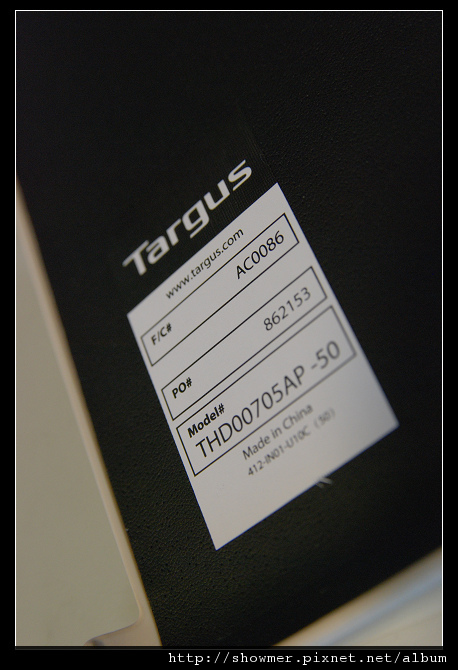 Targus
www.targus.com
F/C# AC0086
PO# 862153
Model#
THD00705AP -50
Made in China
412-IN01-U10C (50)
http://showmer.pixnet.net/album